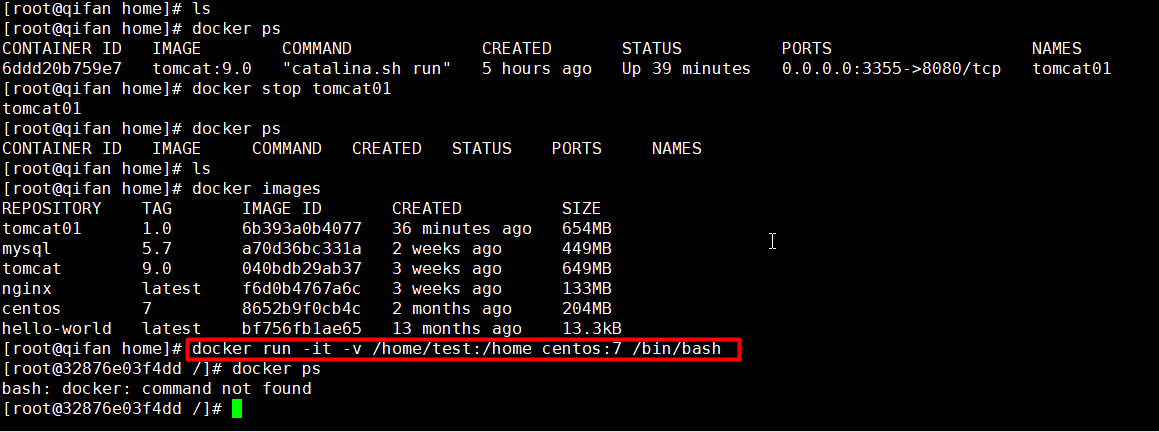 [root@qifan home]# ls
[root@qifan home]# docker ps
CONTAINER ID   IMAGE        COMMAND             CREATED       STATUS          PORTS                    NAMES
6ddd20b759e7   tomcat:9.0   "catalina.sh run"   5 hours ago   Up 39 minutes   0.0.0.0:3355->8080/tcp   tomcat01
[root@qifan home]# docker stop tomcat01
tomcat01
[root@qifan home]# docker ps
CONTAINER ID   IMAGE     COMMAND   CREATED   STATUS    PORTS     NAMES
[root@qifan home]# ls
[root@qifan home]# docker images
REPOSITORY    TAG       IMAGE ID       CREATED          SIZE
tomcat01      1.0       6b393a0b4077   36 minutes ago   654MB
mysql         5.7       a70d36bc331a   2 weeks ago      449MB
tomcat        9.0       040bdb29ab37   3 weeks ago      649MB
nginx         latest    f6d0b4767a6c   3 weeks ago      133MB
centos        7         8652b9f0cb4c   2 months ago     204MB
hello-world   latest    bf756fb1ae65   13 months ago    13.3kB
[root@qifan home]# docker run -it -v /home/test:/home centos:7 /bin/bash
[root@32876e03f4dd /]# docker ps
bash: docker: command not found
[root@32876e03f4dd /]#